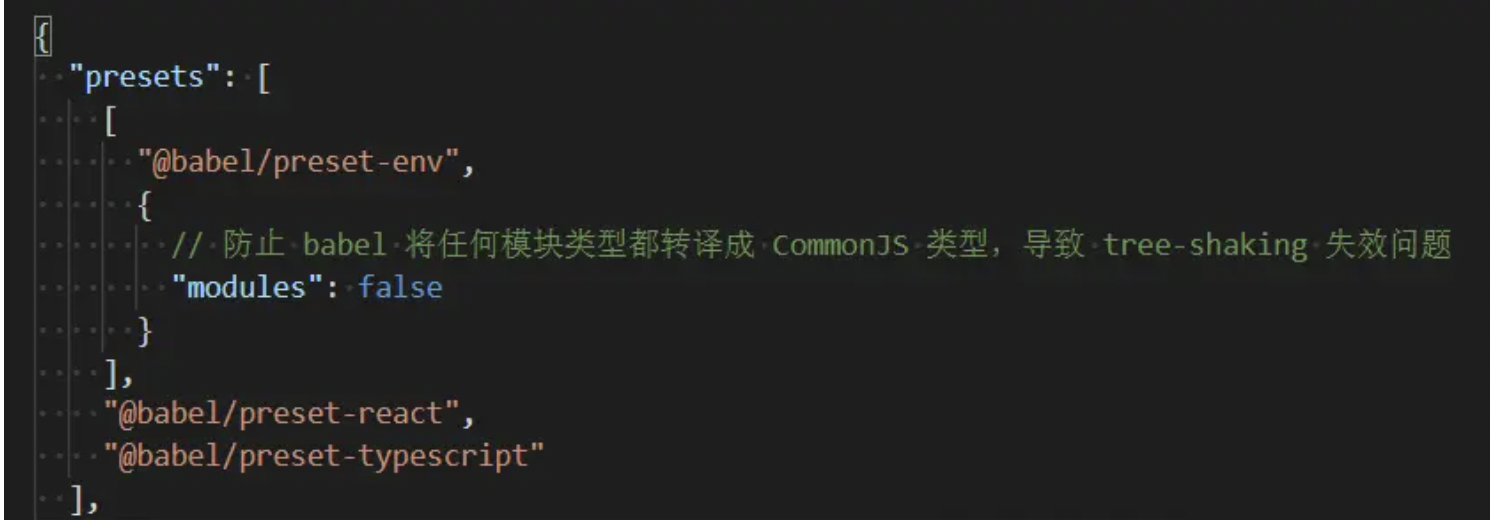 {
  "presets": [
    [
      "@babel/preset-env",
      {
        // 防止 babel 将任何模块类型都转译成 CommonJS 类型，导致 tree-shaking 失效问题
        "modules": false
      }
    ],
    "@babel/preset-react",
    "@babel/preset-typescript"
  ],